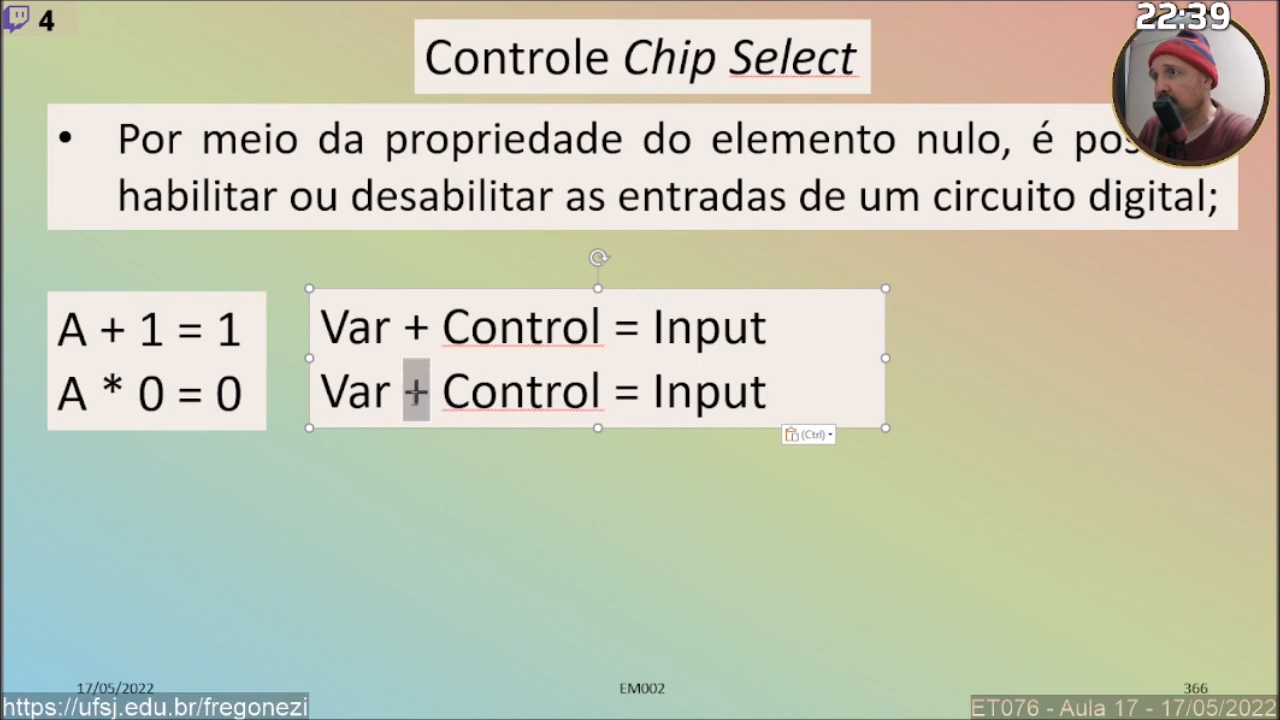 4
22:39
Controle Chip Select
• Por meio da propriedade do elemento nulo, é
habilitar ou desabilitar as entradas de um circuito digital;
A + 1 = 1
A * 0 = 0
Var + Control = Input
Var + Control = Input
(Ctrl)
17/05/2022
EM002
366
https://ufsj.edu.br/fregonezi
ET076 - Aula 17 - 17/05/2022